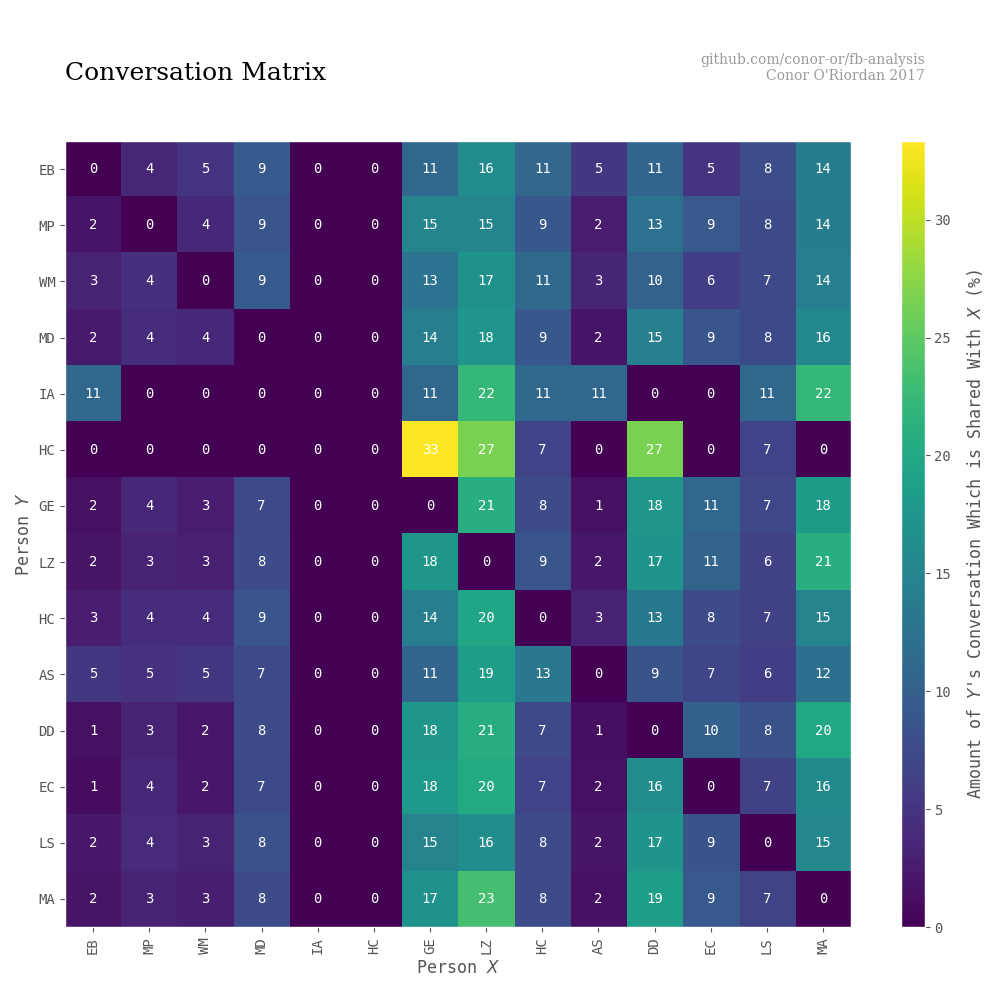 github.com/conor-or/fb-analysis
Conversation Matrix
Conor O'Riordan 2017
EB 0 4 5 9 0 0 11 16 11 5 11 5 8 14
MP 2 0 4 9 0 0 15 15 9 2 13 9 8 14
WM 3 4 0 9 0 0 13 17 11 3 10 6 7 14
MD 2 4 4 0 0 0 14 18 9 2 15 9 8 16
IA 11 0 0 0 0 0 11 22 11 11 0 0 11 22
HC 0 0 0 0 0 0 33 27 7 0 27 0 7 0
GE 2 4 3 7 0 0 0 21 8 1 18 11 7 18
LZ 2 3 3 8 0 0 18 0 9 2 17 11 6 21
HC 3 4 4 9 0 0 14 20 0 3 13 8 7 15
AS 5 5 5 7 0 0 11 19 13 0 9 7 6 12
DD 1 3 2 8 0 0 18 21 7 1 0 10 8 20
EC 1 4 2 7 0 0 18 20 7 2 16 0 7 16
LS 2 4 3 8 0 0 15 16 8 2 17 9 0 15
MA 2 3 3 8 0 0 17 23 8 2 19 9 7 0
EB MP WM MD IA HC GE LZ HC AS DD EC LS MA
Person X
Person Y
30
25
20
15
10
5
0
Amount of Y's Conversation Which is Shared With X (%)